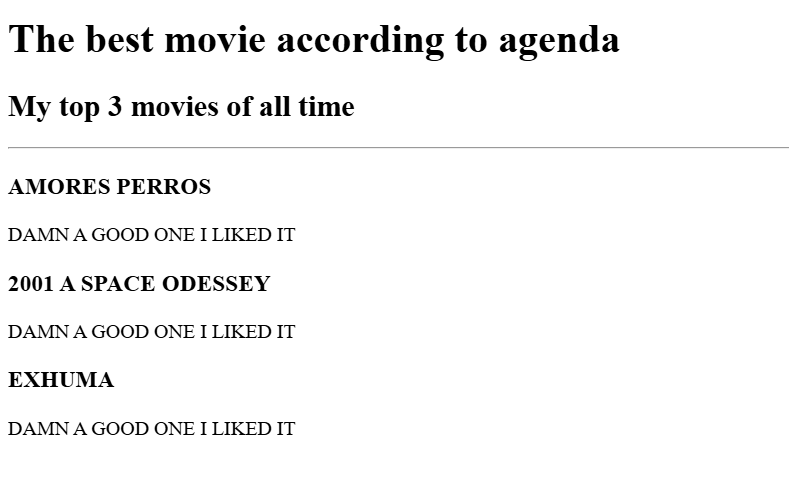 The best movie according to agenda
My top 3 movies of all time
AMORES PERROS
DAMN A GOOD ONE I LIKED IT
2001 A SPACE ODESSEY
DAMN A GOOD ONE I LIKED IT
EXHUMA
DAMN A GOOD ONE I LIKED IT